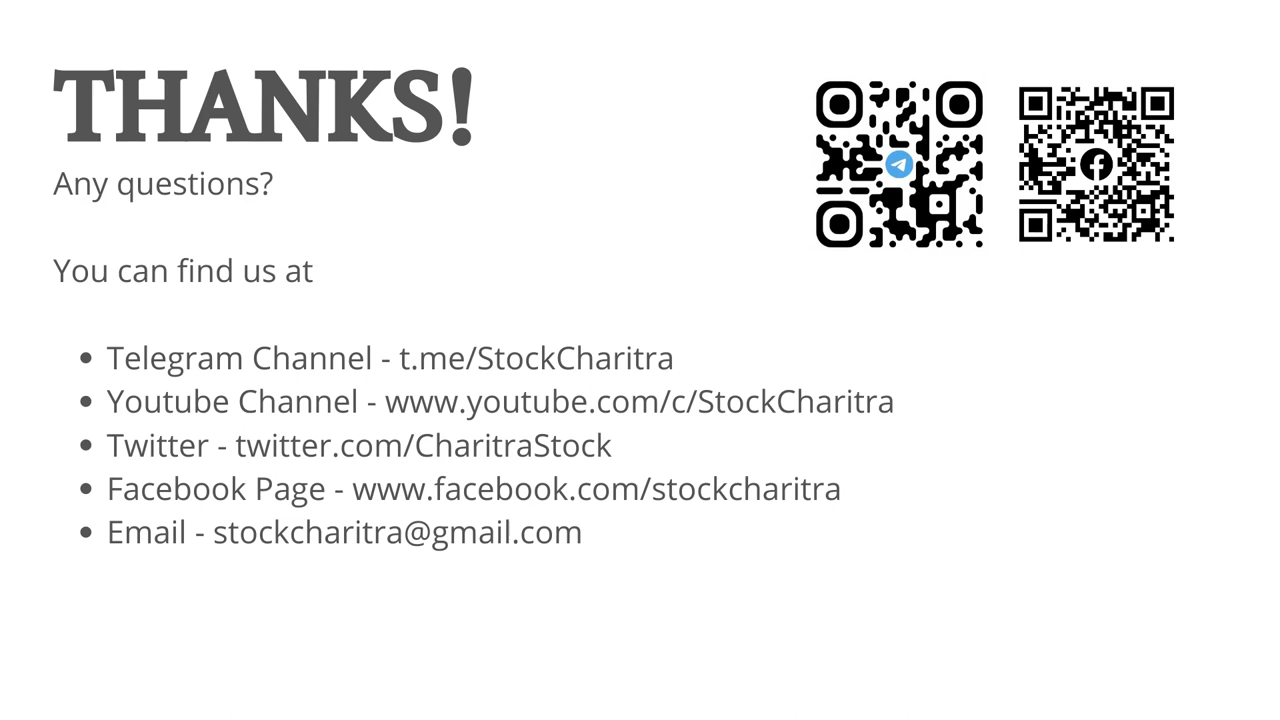 THANKS!
Any questions?
You can find us at
• Telegram Channel - t.me/StockCharitra
• Youtube Channel - www.youtube.com/c/StockCharitra
• Twitter - twitter.com/CharitraStock
• Facebook Page - www.facebook.com/stockcharitra
• Email - stockcharitra@gmail.com